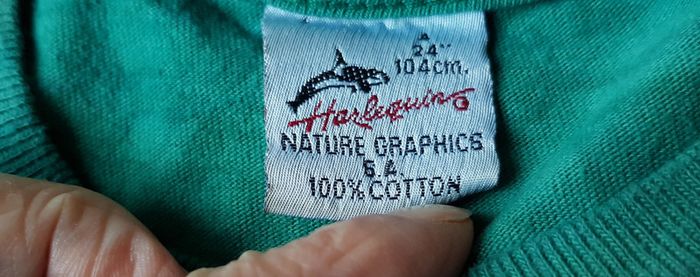 A
24"
104cm.
Harlequin
NATURE GRAPHICS
S.A.
100% COTTON